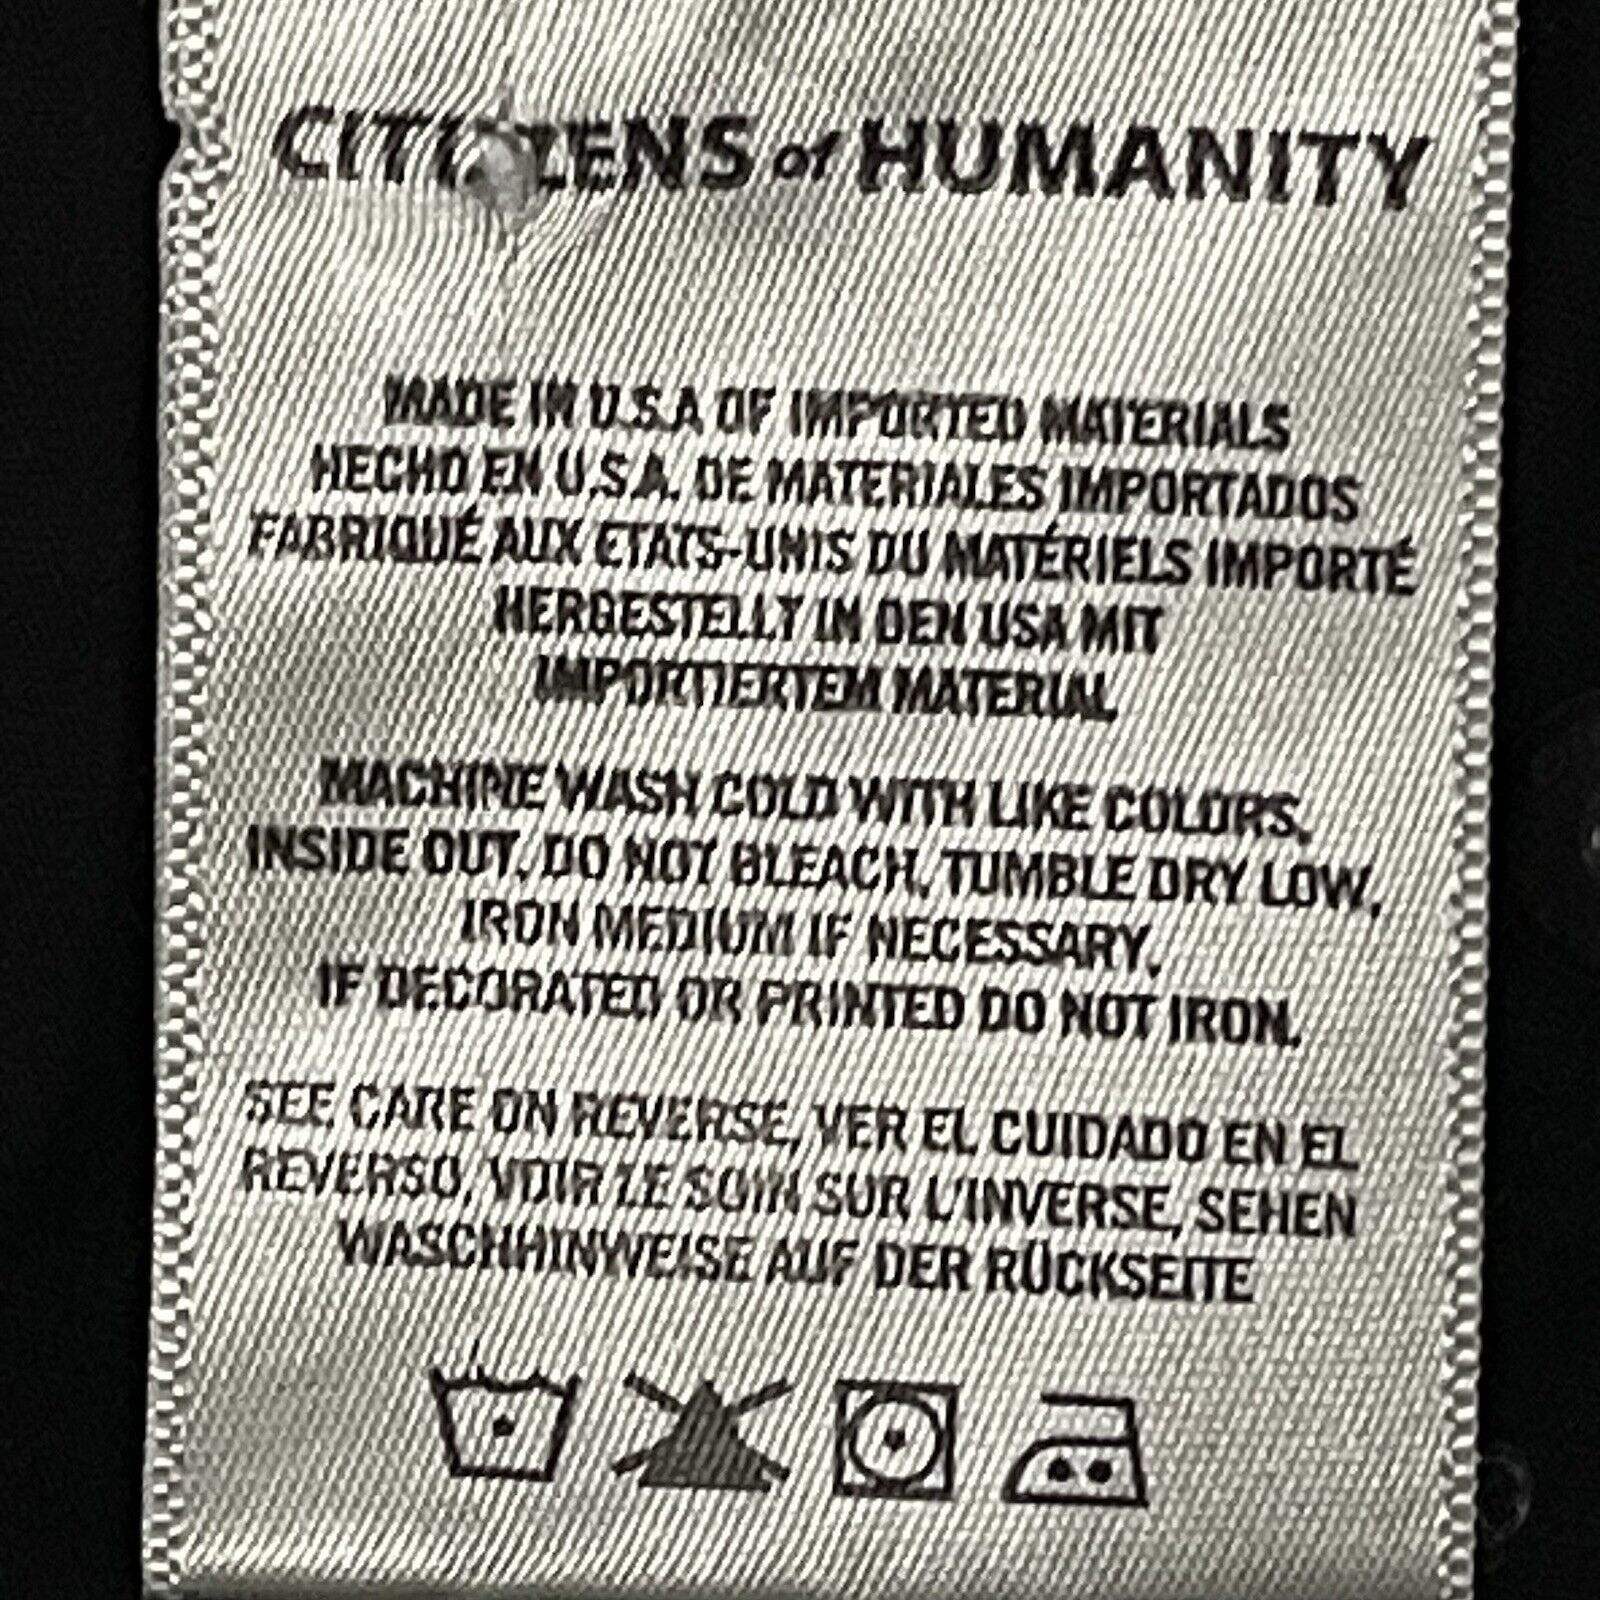 CITIZENS of HUMANITY
MADE IN U.S.A OF IMPORTED MATERIALS
HECHO EN U.S.A. DE MATERIALES IMPORTADOS
FABRIQUÉ AUX ETATS-UNIS DU MATÉRIELS IMPORTÉ
HERGESTELLT IN DEN USA MIT
IMPORTIERTEM MATERIAL
MACHINE WASH COLD WITH LIKE COLORS,
INSIDE OUT. DO NOT BLEACH. TUMBLE DRY LOW,
IRON MEDIUM IF NECESSARY.
IF DECORATED OR PRINTED DO NOT IRON.
SEE CARE ON REVERSE, VER EL CUIDADO EN EL
REVERSO, VOIR LE SOIN SUR L'INVERSE, SEHEN
WASCHHINWEISE AUF DER RÜCKSEITE